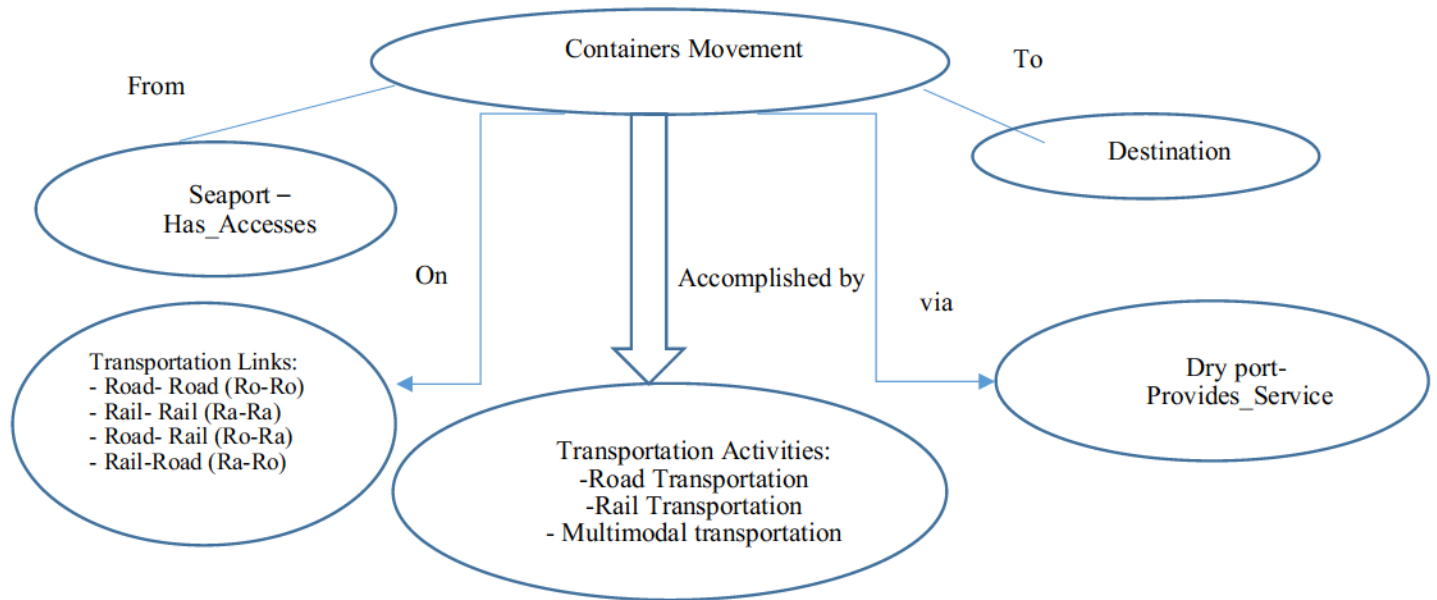 Containers Movement
From
To
Destination
Seaport –
Has_Accesses
On
Accomplished by
via
Transportation Links:
- Road- Road (Ro-Ro)
- Rail- Rail (Ra-Ra)
- Road- Rail (Ro-Ra)
- Rail-Road (Ra-Ro)
Dry port-
Provides_Service
Transportation Activities:
-Road Transportation
-Rail Transportation
- Multimodal transportation